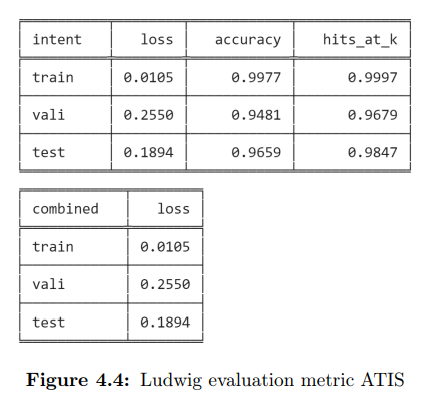 intent loss accuracy hits_at_k
train 0.0105 0.9977 0.9997
vali 0.2550 0.9481 0.9679
test 0.1894 0.9659 0.9847
combined loss
train 0.0105
vali 0.2550
test 0.1894
Figure 4.4: Ludwig evaluation metric ATIS